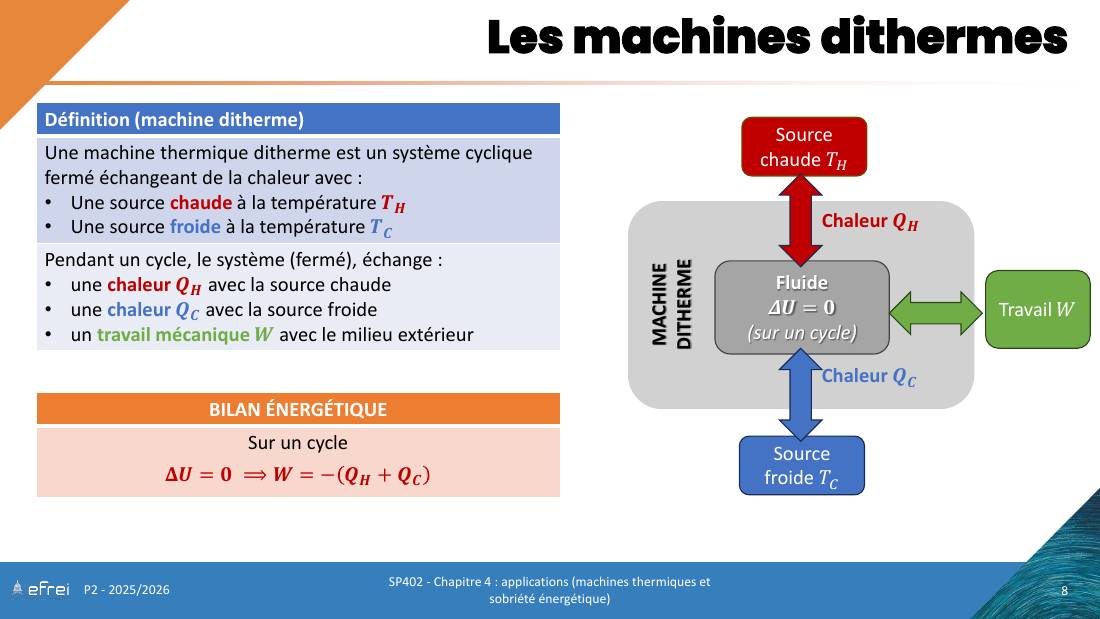 Les machines dithermes
Définition (machine ditherme)
Une machine thermique ditherme est un système cyclique
fermé échangeant de la chaleur avec :
• Une source chaude à la température T_H
• Une source froide à la température T_C
Pendant un cycle, le système (fermé), échange :
• une chaleur Q_H avec la source chaude
• une chaleur Q_C avec la source froide
• un travail mécanique W avec le milieu extérieur
BILAN ÉNERGÉTIQUE
Sur un cycle
ΔU = 0 ⟹ W = −(Q_H + Q_C)
Source
chaude T_H
Chaleur Q_H
MACHINE
DITHERME
Fluide
ΔU = 0
(sur un cycle)
Travail W
Chaleur Q_C
Source
froide T_C
efrei
P2 - 2025/2026
SP402 - Chapitre 4 : applications (machines thermiques et
sobriété énergétique)
8